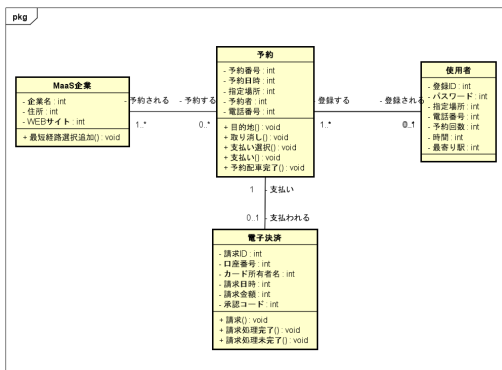 pkg
MaaS企業
- 企業名 : int
- 住所 : int
- WEBサイト : int
+ 最短経路選択追加() : void
- 予約される
- 予約する
1..*
0..*
予約
- 予約番号 : int
- 予約日時 : int
- 指定場所 : int
- 予約者 : int
- 電話番号 : int
+ 目的地() : void
+ 取り消し() : void
+ 支払い選択() : void
+ 支払い() : void
+ 予約配車完了() : void
- 登録する
- 登録される
1..*
0..1
使用者
- 登録ID : int
- パスワード : int
- 指定場所 : int
- 電話番号 : int
- 予約回数 : int
- 時間 : int
- 最寄り駅 : int
1
- 支払い
0..1
- 支払われる
電子決済
- 請求ID : int
- 口座番号 : int
- カード所有者名 : int
- 請求日時 : int
- 請求金額 : int
- 承認コード : int
+ 請求() : void
+ 請求処理完了() : void
+ 請求処理未完了() : void